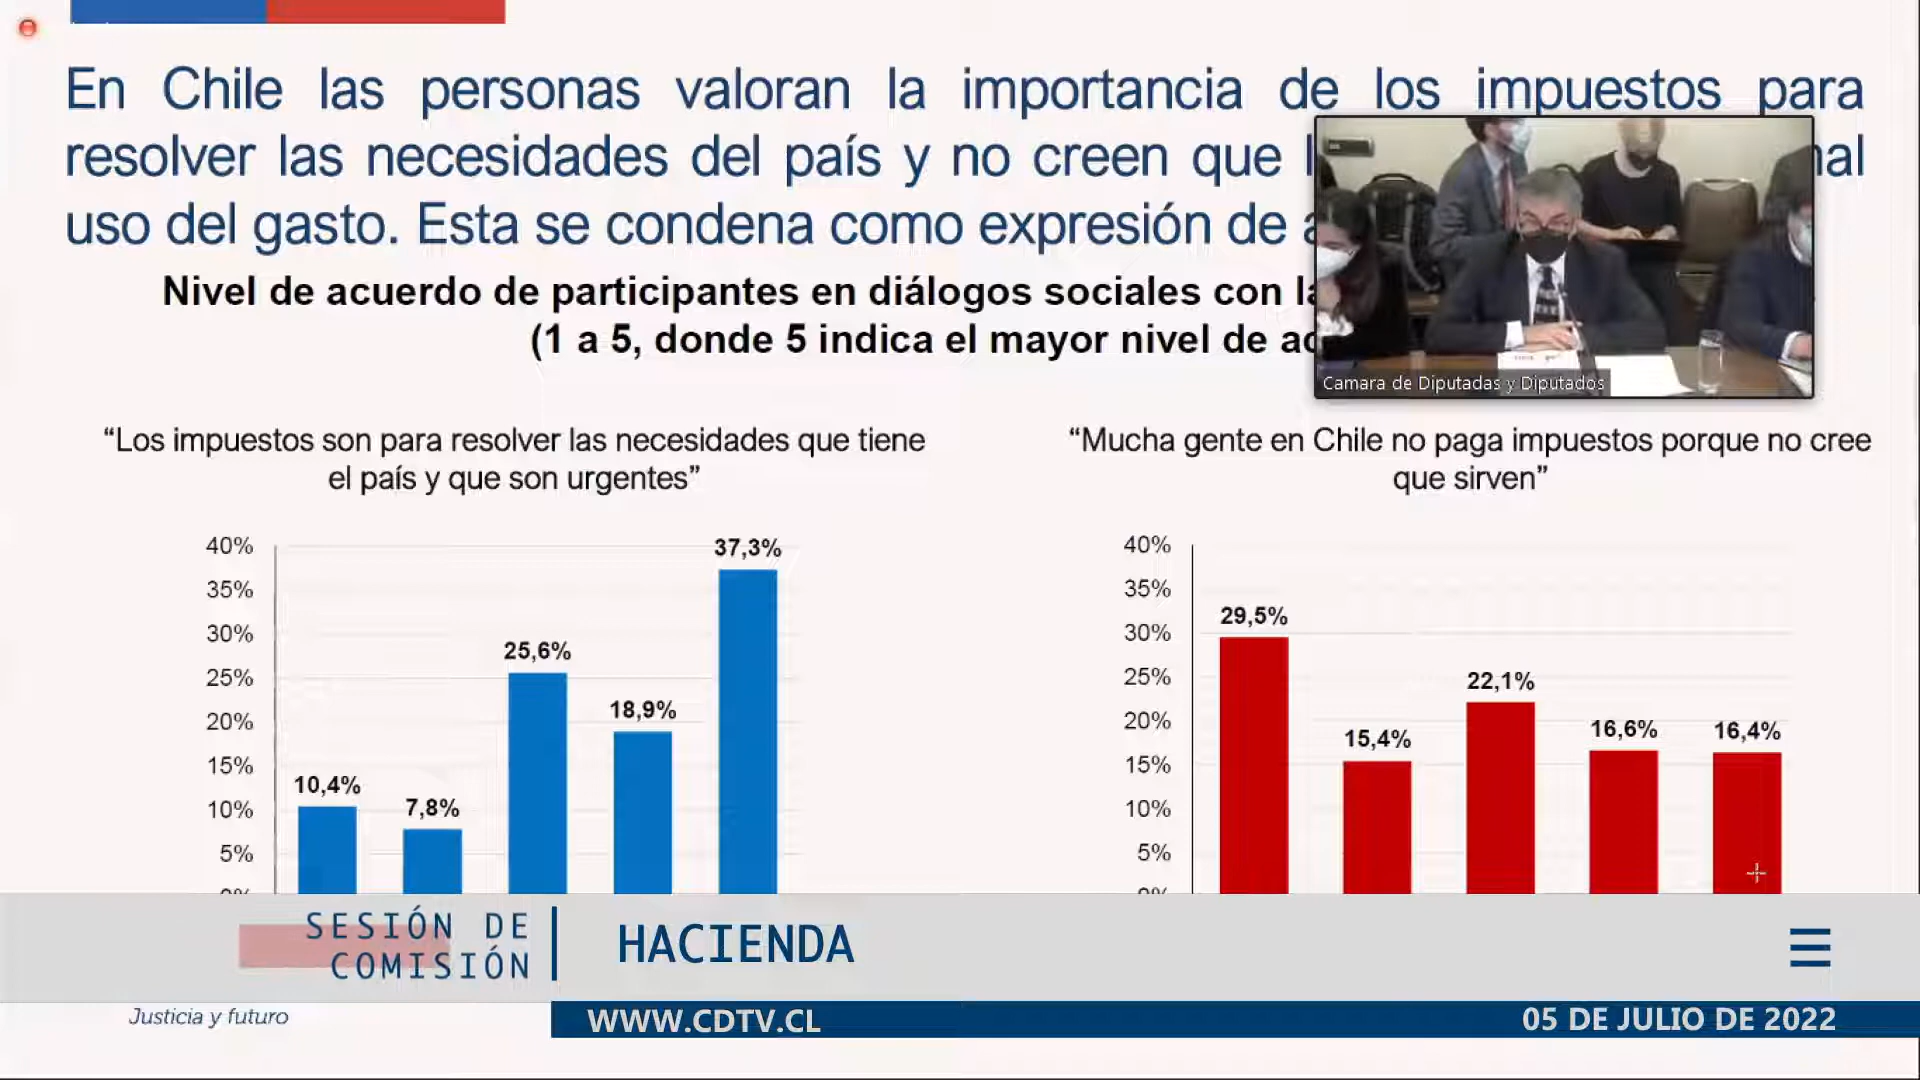 En Chile las personas valoran la importancia de los impuestos para
resolver las necesidades del país y no creen que
uso del gasto. Esta se condena como expresión de
Nivel de acuerdo de participantes en diálogos sociales con
(1 a 5, donde 5 indica el mayor nivel de
Camara de Diputadas y Diputados
“Los impuestos son para resolver las necesidades que tiene
el país y que son urgentes”
40%
35%
30%
25%
20%
15%
10%
5%
0%
10,4%
7,8%
25,6%
18,9%
37,3%
“Mucha gente en Chile no paga impuestos porque no cree
que sirven”
40%
35%
30%
25%
20%
15%
10%
5%
0%
29,5%
15,4%
22,1%
16,6%
16,4%
SESIÓN DE
COMISIÓN
HACIENDA
Justicia y futuro
WWW.CDTV.CL
05 DE JULIO DE 2022